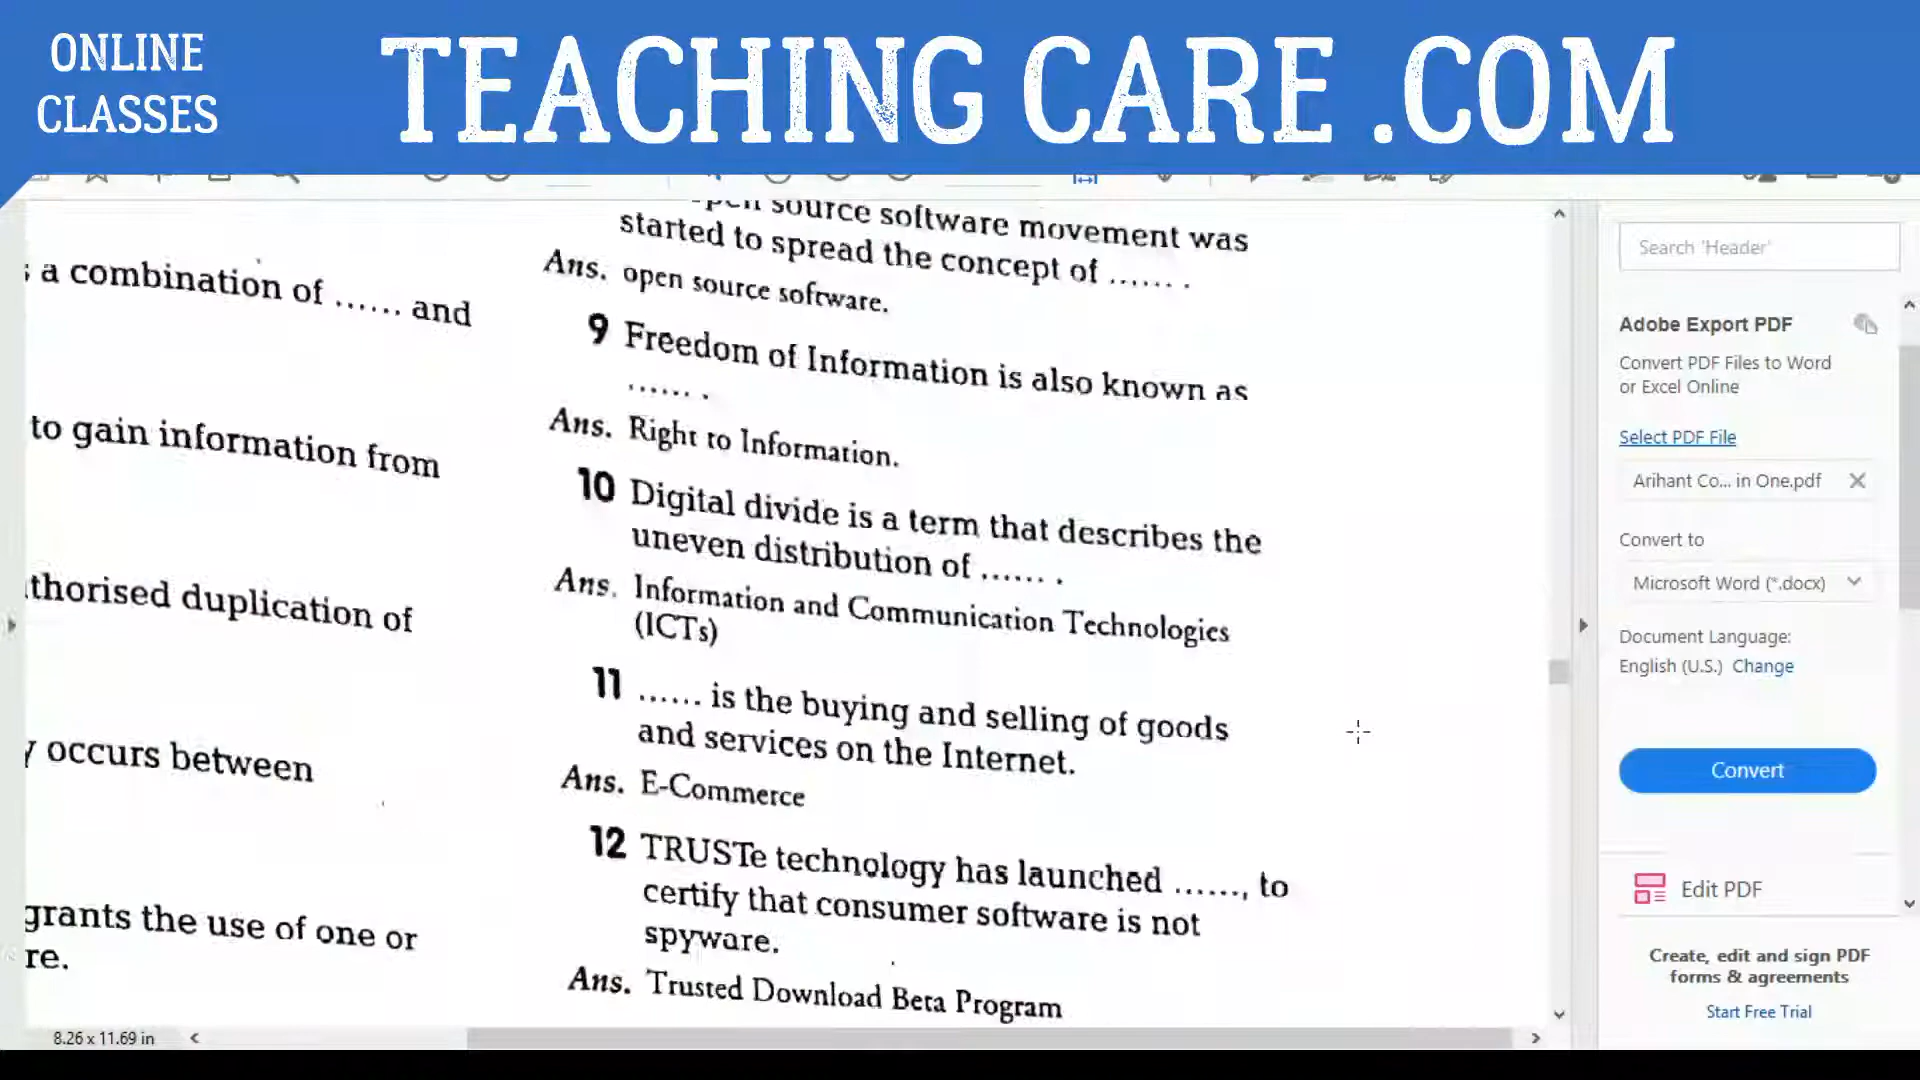 ONLINE
CLASSES
TEACHING CARE .COM
a combination of ...... and
to gain information from
duplication of
occurs between
grants the use of one or
re.
source software movement was
started to spread the concept of ...... .
Ans. open source software.
9 Freedom of Information is also known as
...... .
Ans. Right to Information.
10 Digital divide is a term that describes the
uneven distribution of ...... .
Ans. Information and Communication Technologies
(ICTs)
11 ...... is the buying and selling of goods
and services on the Internet.
Ans. E-Commerce
12 TRUSTe technology has launched ......, to
certify that consumer software is not
spyware.
Ans. Trusted Download Beta Program
8.26 x 11.69 in
Search 'Header'
Adobe Export PDF
Convert PDF Files to Word
or Excel Online
Select PDF File
Arihant Co... in One.pdf
Convert to
Microsoft Word (*.docx)
Document Language:
English (U.S.) Change
Convert
Edit PDF
Create, edit and sign PDF
forms & agreements
Start Free Trial